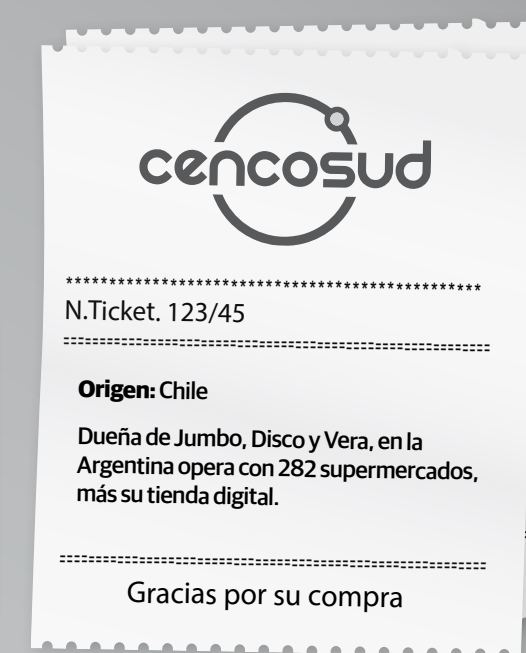 cencosud
************************************************
N.Ticket. 123/45
================================================
Origen: Chile
Dueña de Jumbo, Disco y Vera, en la
Argentina opera con 282 supermercados,
más su tienda digital.
================================================
Gracias por su compra